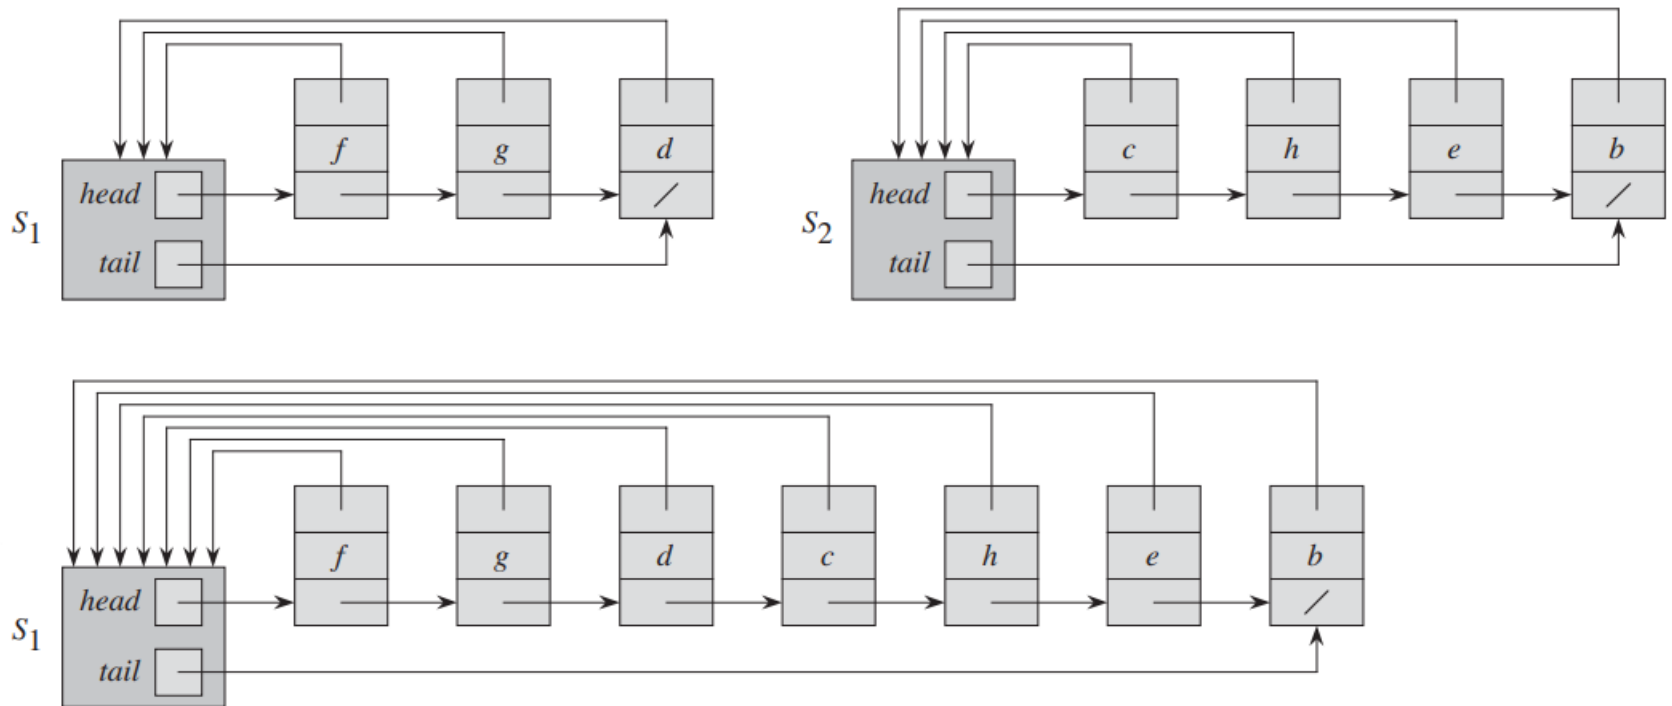 f g d c h e b
head head
S1 S2
tail tail
f g d c h e b
head
S1
tail